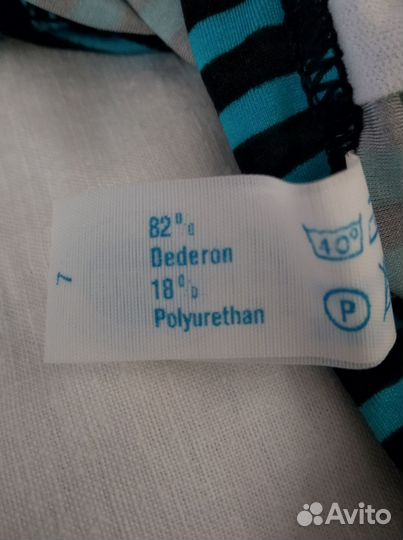 82%
Dederon
18%
Polyurethan
40°
P
7
Avito